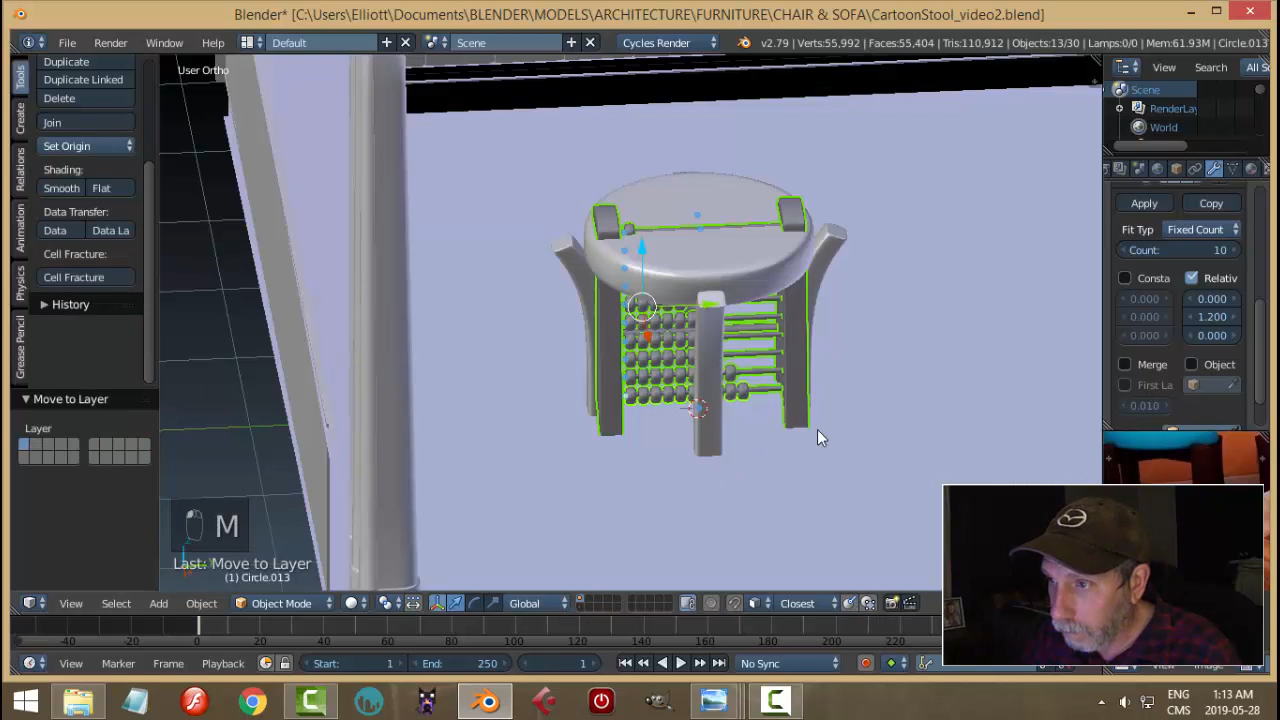 Blender* [C:\Users\Elliott\Documents\BLENDER\MODELS\ARCHITECTURE\FURNITURE\CHAIR & SOFA\CartoonStool_video2.blend]
File Render Window Help Default Scene Cycles Render v2.79 | Verts:55,992 | Faces:55,404 | Tris:110,912 | Objects:13/30 | Lamps:0/0 | Mem:61.93M | Circle.013
Duplicate
Duplicate Linked
Delete
Join
Set Origin
Shading:
Smooth Flat
Data Transfer:
Data Data La
Cell Fracture:
Cell Fracture
History
Move to Layer
Layer
Tools
Create
Relations
Animation
Physics
Grease Pencil
User Ortho
M
Last: Move to Layer
(1) Circle.013
View Search All Sc
Scene
RenderLay
World
Apply Copy
Fit Typ Fixed Count
Count: 10
Consta Relativ
0.000 0.000
0.000 1.200
0.000 0.000
Merge Object
First La
0.010
View Select Add Object Object Mode Global Closest
-40 -20 0 20 40 60 80 100 120 140 160 180 200 220 240
View Marker Frame Playback Start: 1 End: 250 1 No Sync
ENG
CMS
1:13 AM
2019-05-28